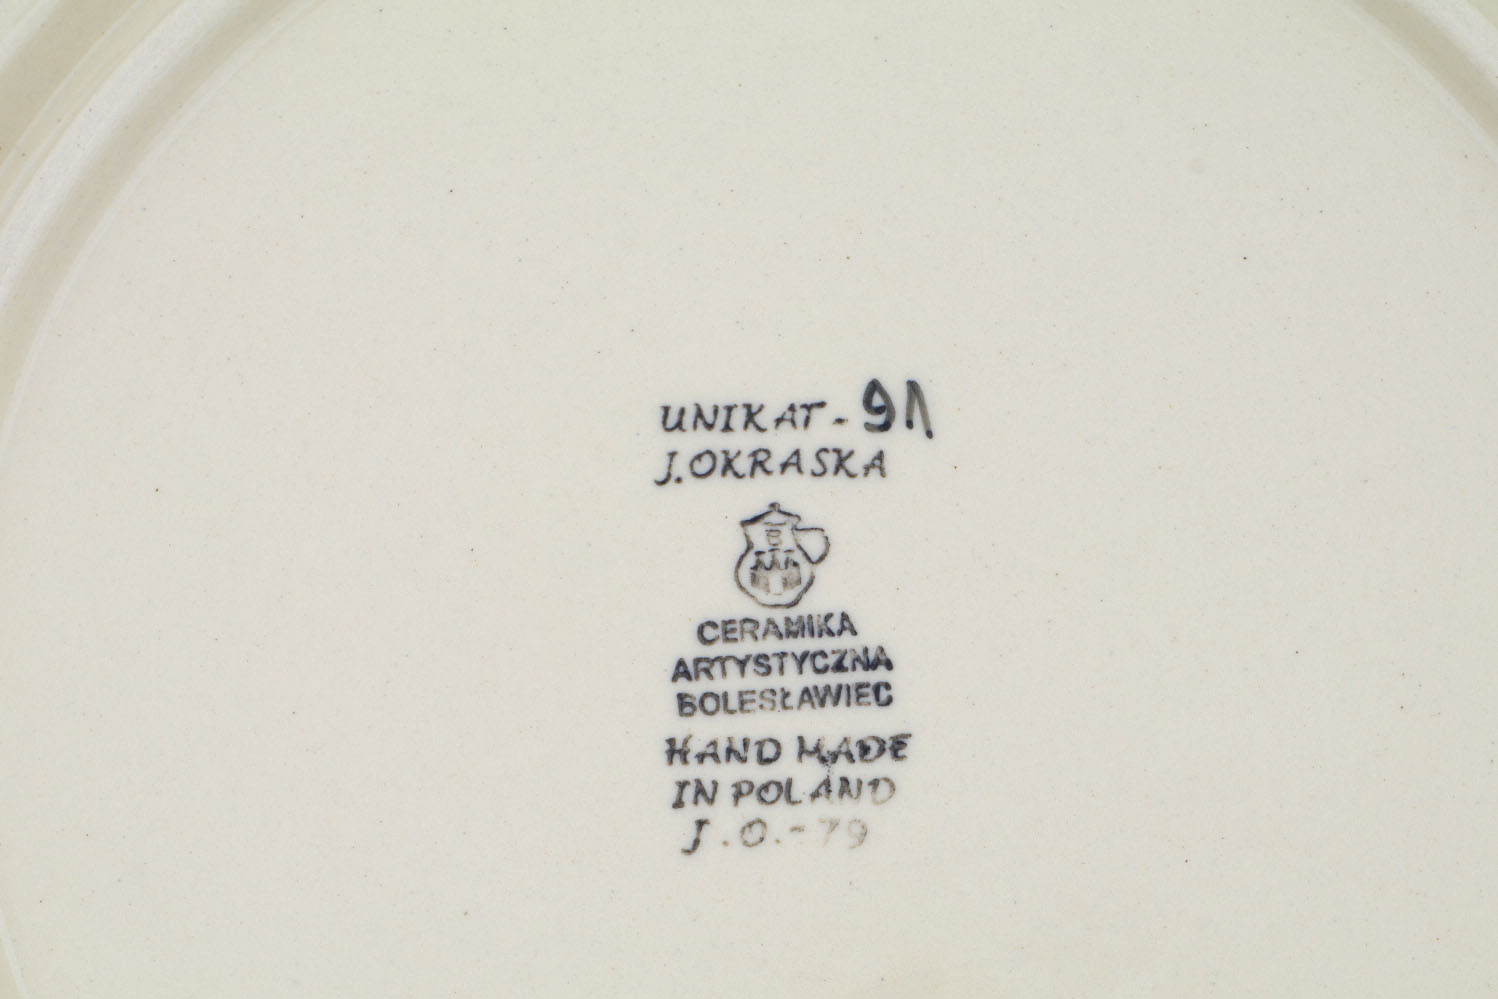 UNIKAT - 91
J. OKRASKA
CERAMIKA
ARTYSTYCZNA
BOLESŁAWIEC
HAND MADE
IN POLAND
J.O.-79